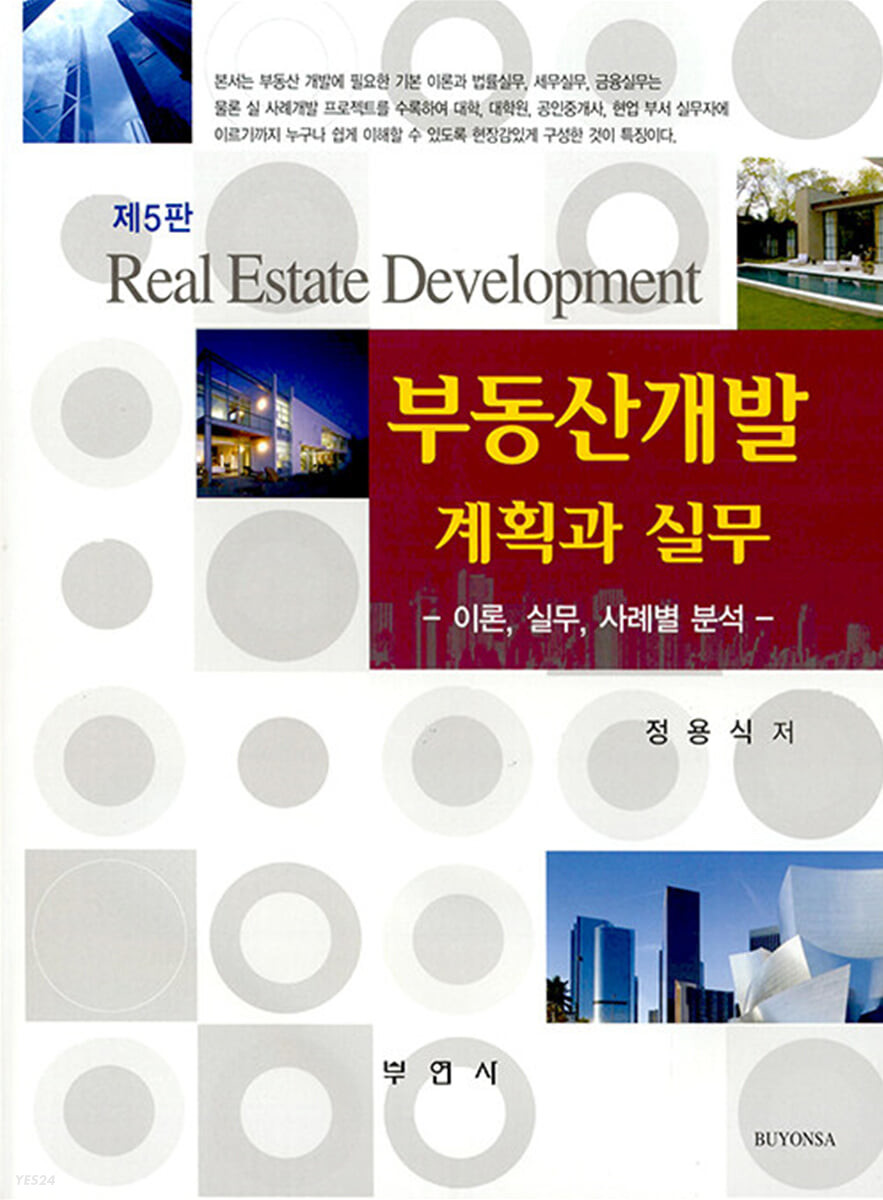 본서는 부동산 개발에 필요한 기본 이론과 법률실무, 세무실무, 금융실무는
물론 실 사례개발 프로젝트를 수록하여 대학, 대학원, 공인중개사, 현업 부서 실무자에
이르기까지 누구나 쉽게 이해할 수 있도록 현장감있게 구성한 것이 특징이다.
제5판
Real Estate Development
부동산개발
계획과 실무
- 이론, 실무, 사례별 분석 -
정용식 저
부연사
BUYONSA
YES24